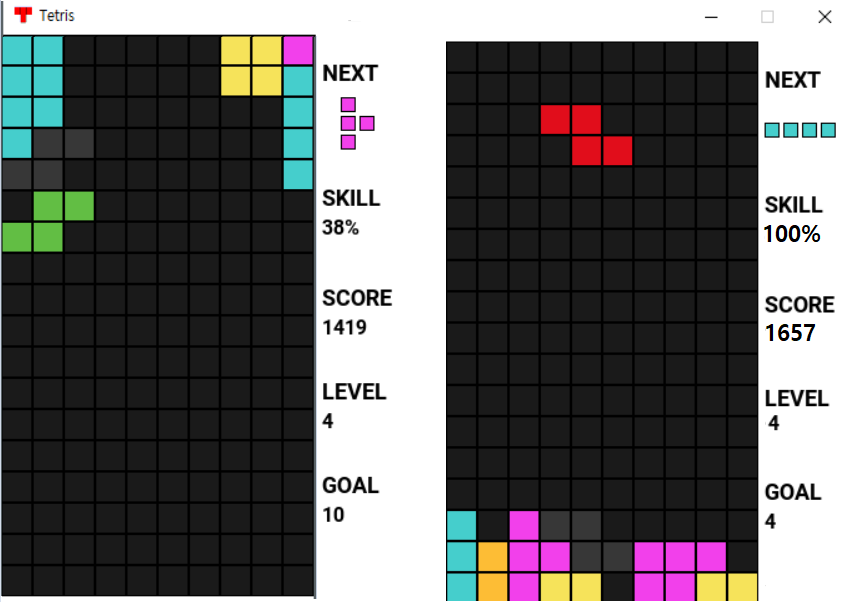 Tetris
NEXT
SKILL
38%
SCORE
1419
LEVEL
4
GOAL
10
NEXT
SKILL
100%
SCORE
1657
LEVEL
4
GOAL
4